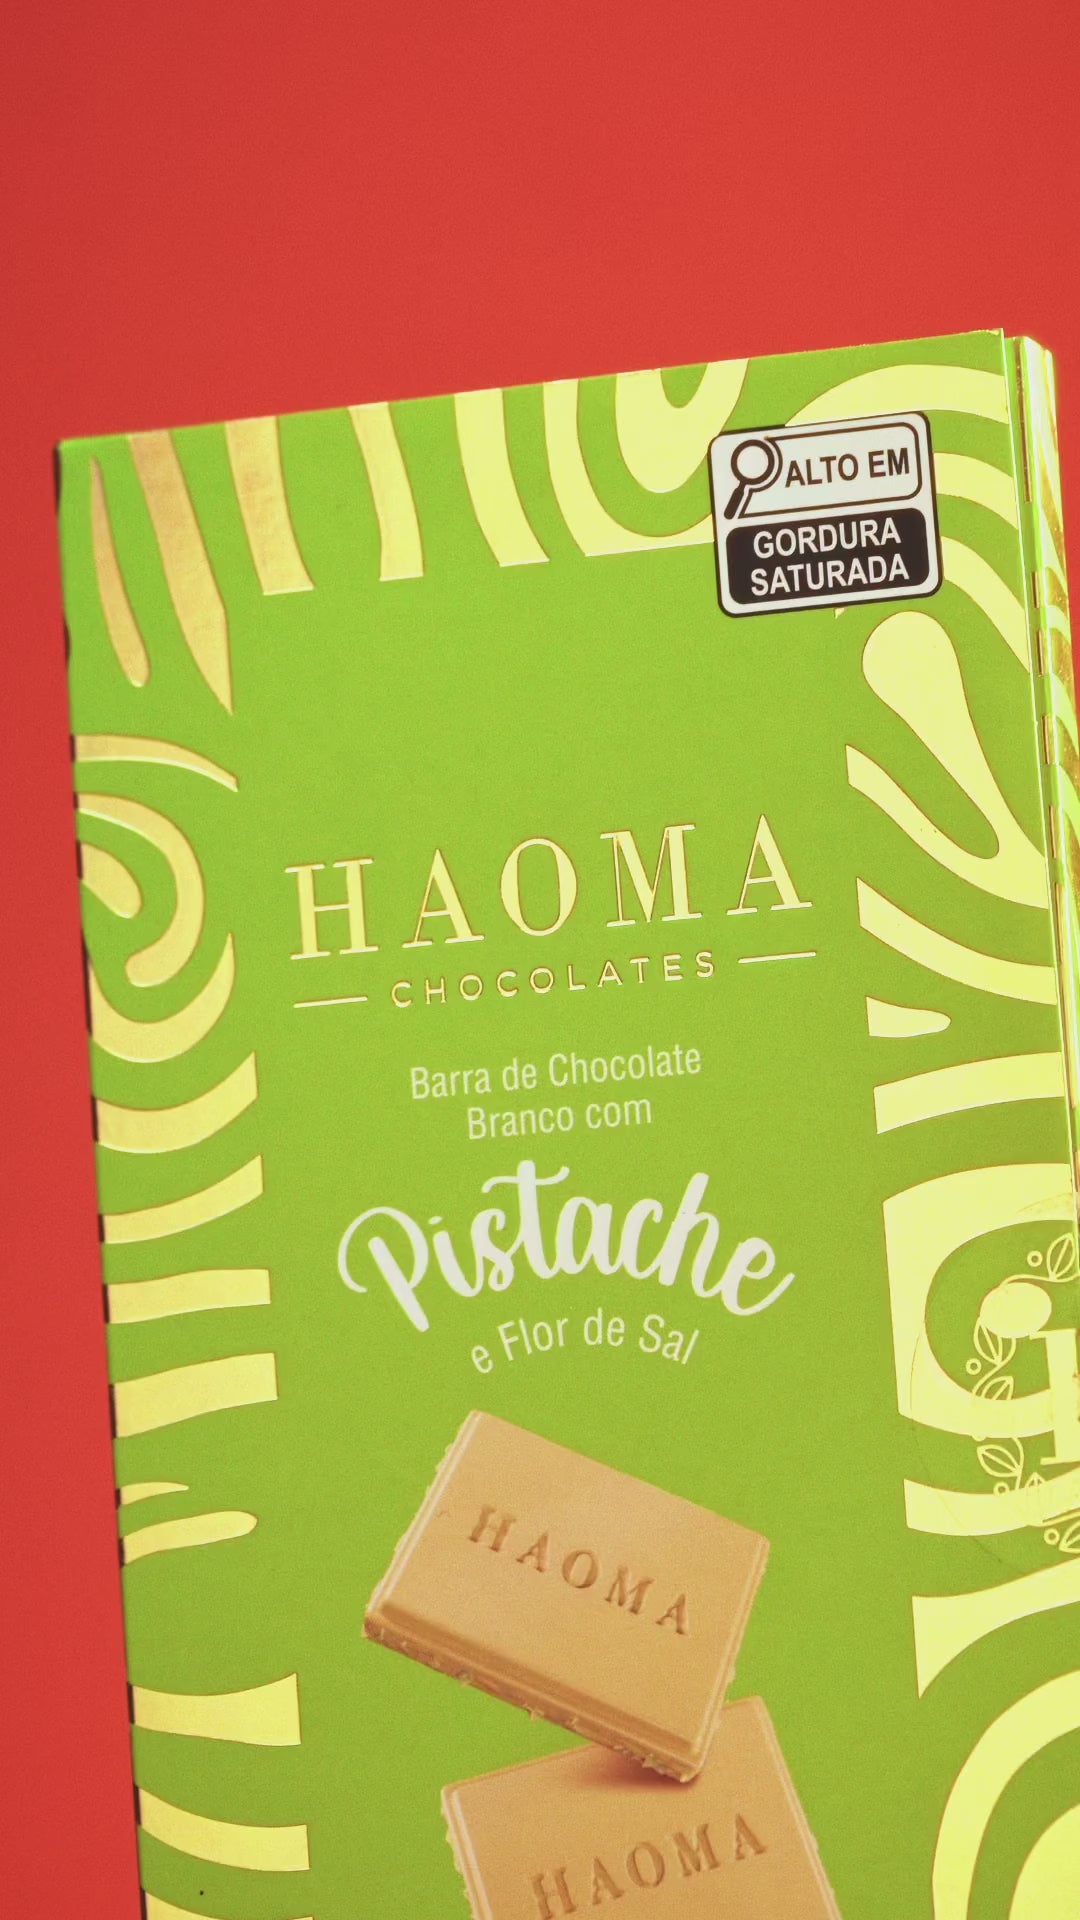 ALTO EM
GORDURA
SATURADA
HAOMA
CHOCOLATES
Barra de Chocolate
Branco com
Pistache
e Flor de Sal
HAOMA
HAOMA